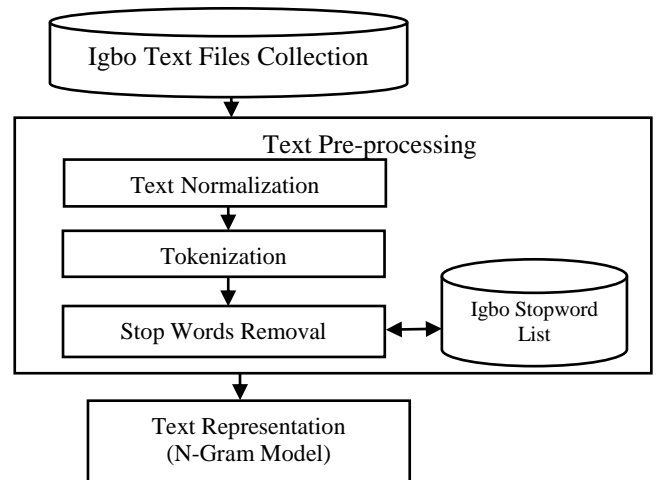 Igbo Text Files Collection
Text Pre-processing
Text Normalization
Tokenization
Stop Words Removal
Igbo Stopword
List
Text Representation
(N-Gram Model)